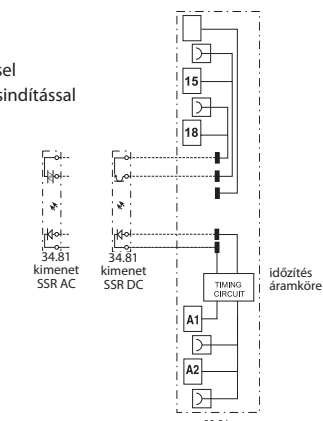 sel
sindítással
15
18
34.81
kimenet
SSR AC
34.81
kimenet
SSR DC
TIMING
CIRCUIT
időzítés
áramköre
A1
A2